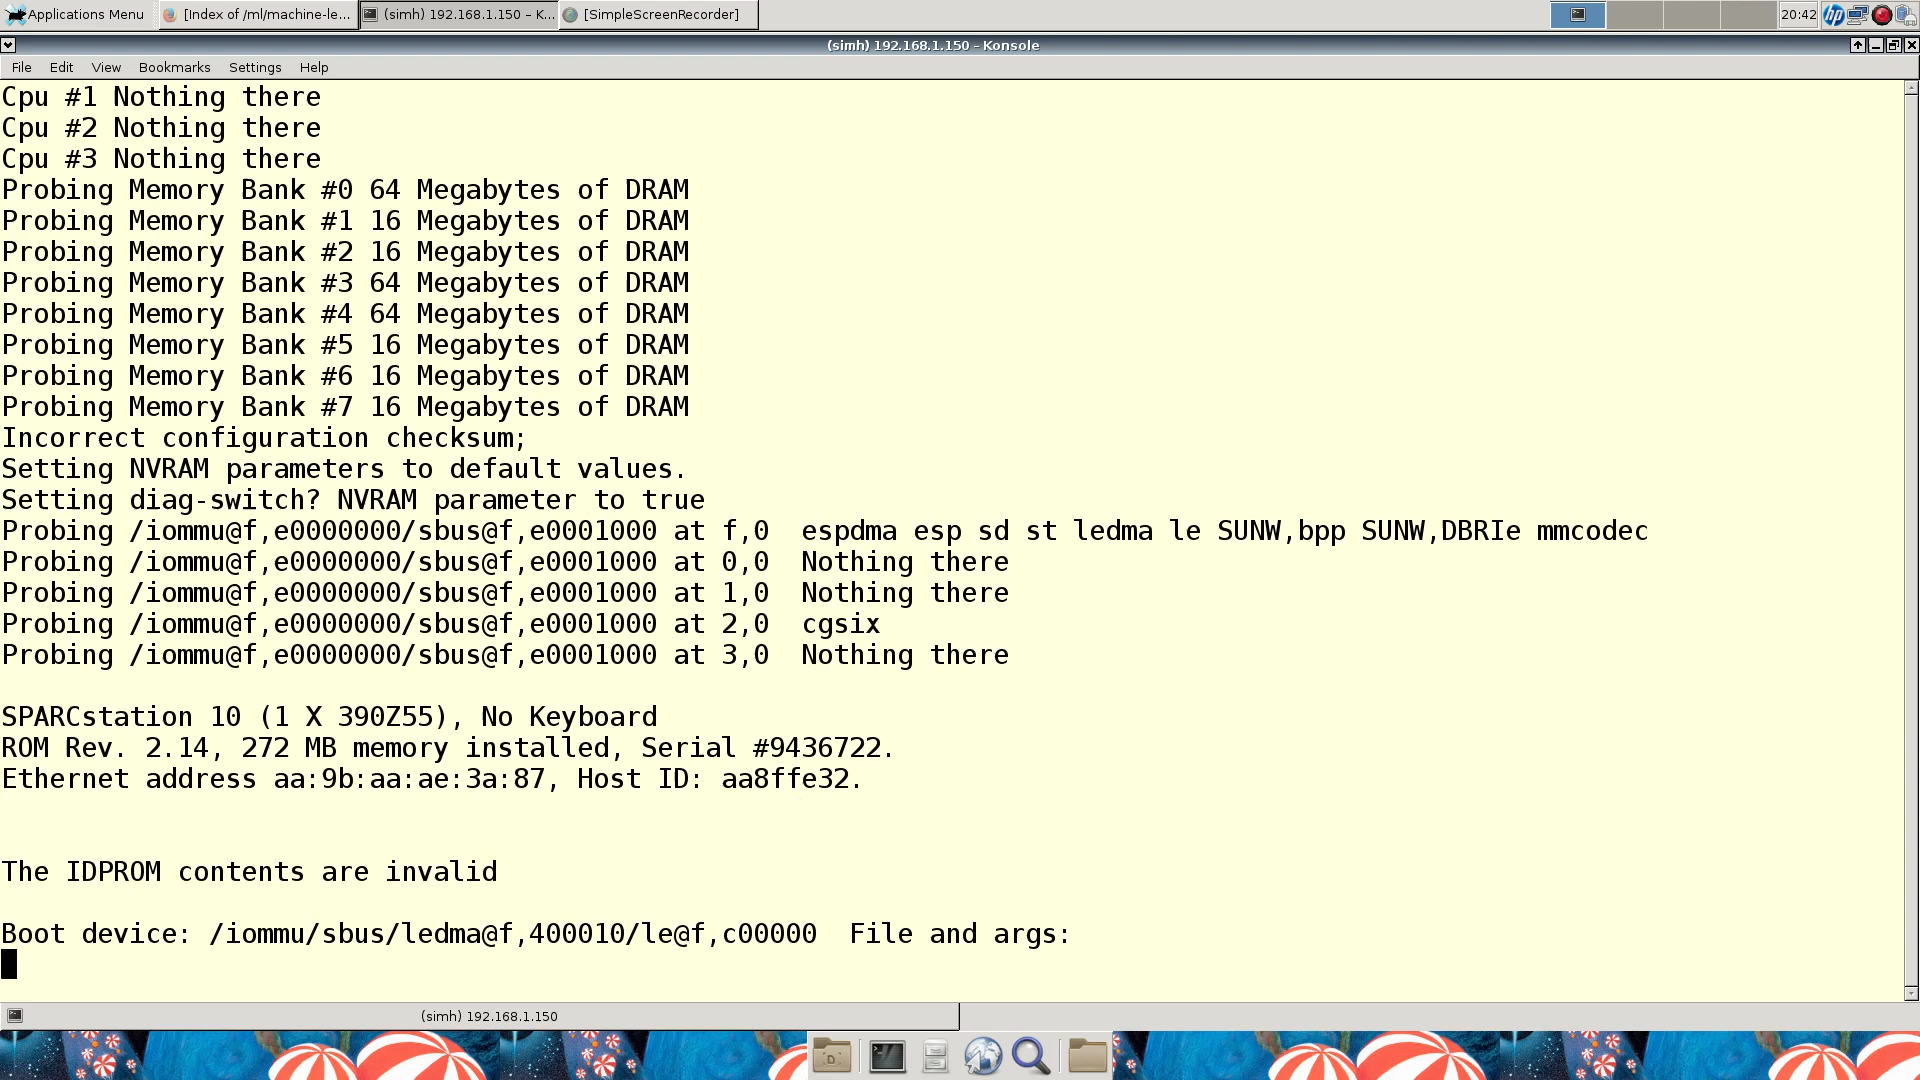 Applications Menu
[Index of /ml/machine-le...
(simh) 192.168.1.150 – K...
[SimpleScreenRecorder]
20:42
hp
(simh) 192.168.1.150 – Konsole
File Edit View Bookmarks Settings Help
Cpu #1 Nothing there
Cpu #2 Nothing there
Cpu #3 Nothing there
Probing Memory Bank #0 64 Megabytes of DRAM
Probing Memory Bank #1 16 Megabytes of DRAM
Probing Memory Bank #2 16 Megabytes of DRAM
Probing Memory Bank #3 64 Megabytes of DRAM
Probing Memory Bank #4 64 Megabytes of DRAM
Probing Memory Bank #5 16 Megabytes of DRAM
Probing Memory Bank #6 16 Megabytes of DRAM
Probing Memory Bank #7 16 Megabytes of DRAM
Incorrect configuration checksum;
Setting NVRAM parameters to default values.
Setting diag-switch? NVRAM parameter to true
Probing /iommu@f,e0000000/sbus@f,e0001000 at f,0  espdma esp sd st ledma le SUNW,bpp SUNW,DBRIe mmcodec
Probing /iommu@f,e0000000/sbus@f,e0001000 at 0,0  Nothing there
Probing /iommu@f,e0000000/sbus@f,e0001000 at 1,0  Nothing there
Probing /iommu@f,e0000000/sbus@f,e0001000 at 2,0  cgsix
Probing /iommu@f,e0000000/sbus@f,e0001000 at 3,0  Nothing there
SPARCstation 10 (1 X 390Z55), No Keyboard
ROM Rev. 2.14, 272 MB memory installed, Serial #9436722.
Ethernet address aa:9b:aa:ae:3a:87, Host ID: aa8ffe32.
The IDPROM contents are invalid
Boot device: /iommu/sbus/ledma@f,400010/le@f,c00000  File and args:
(simh) 192.168.1.150